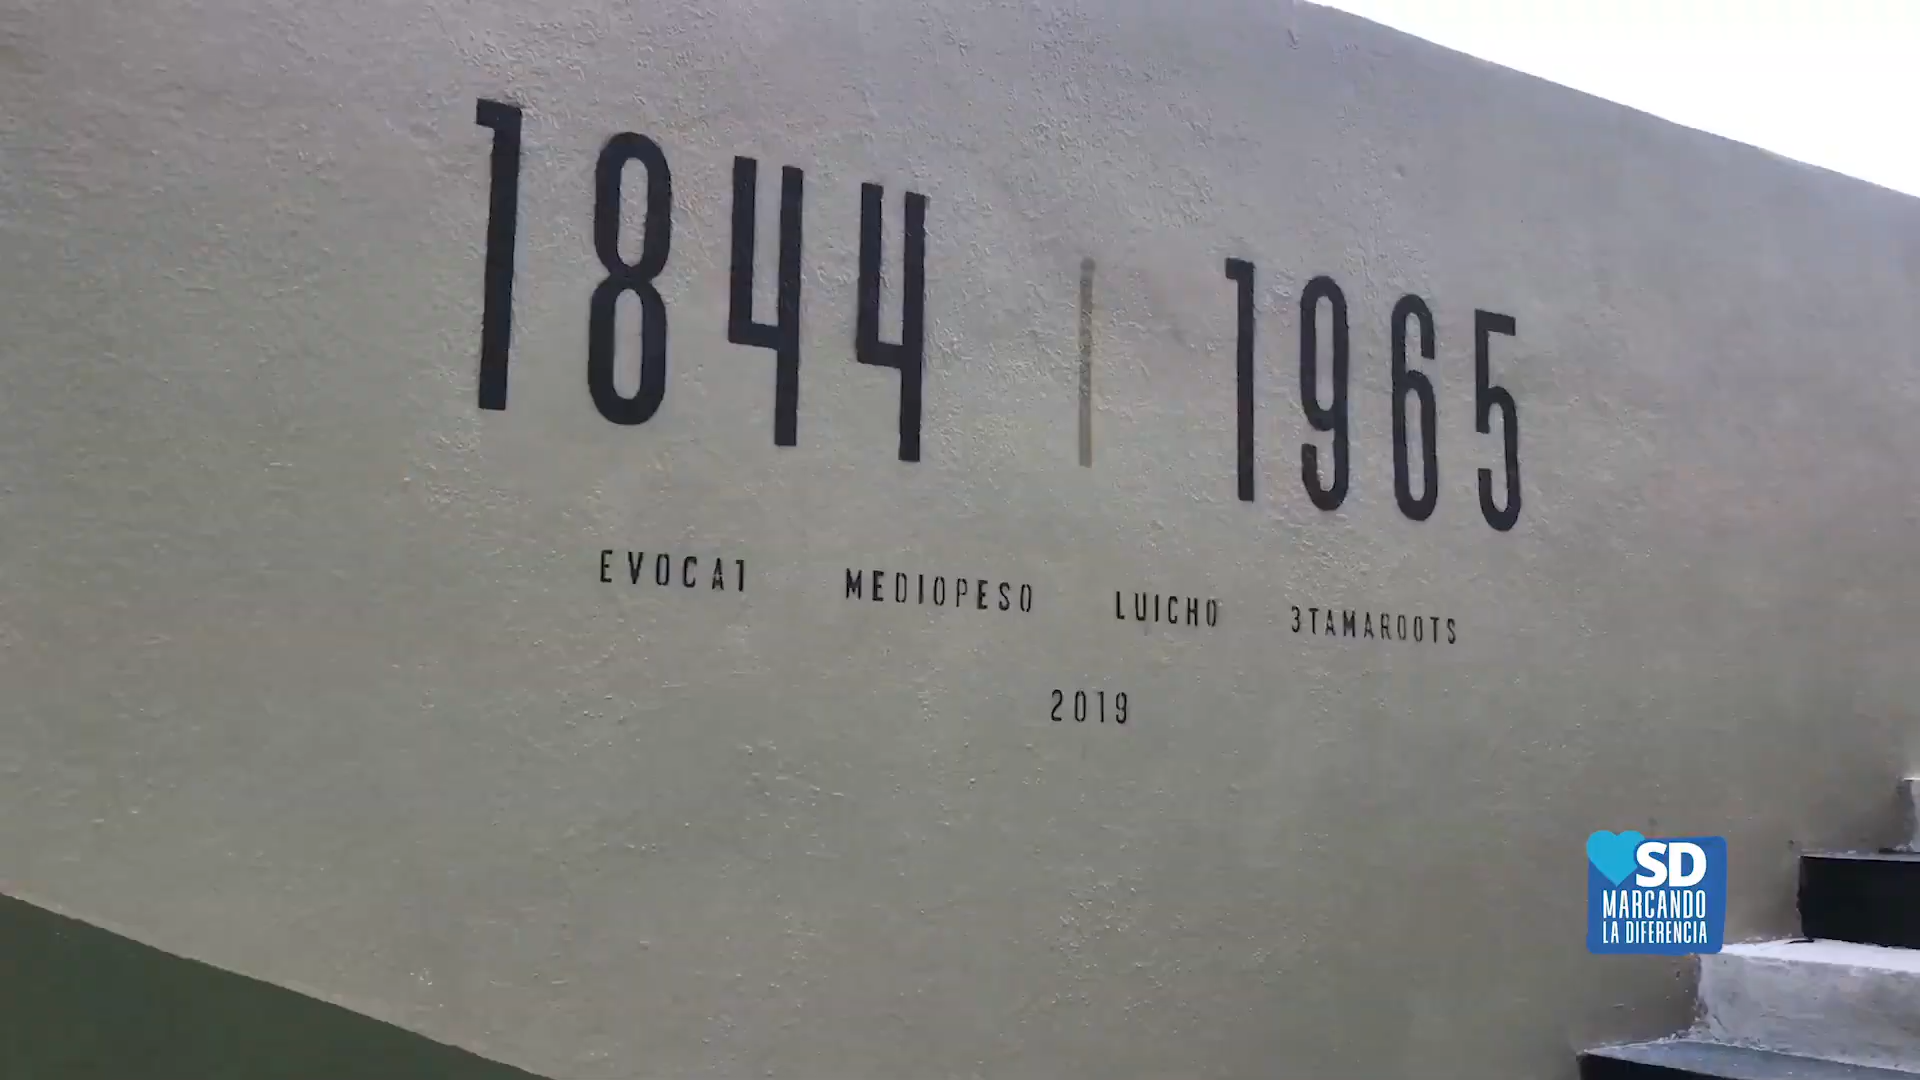 1844 | 1965
EVOCA1 MEDIOPESO LUICHO 3TAMAROOTS
2019
SD
MARCANDO
LA DIFERENCIA